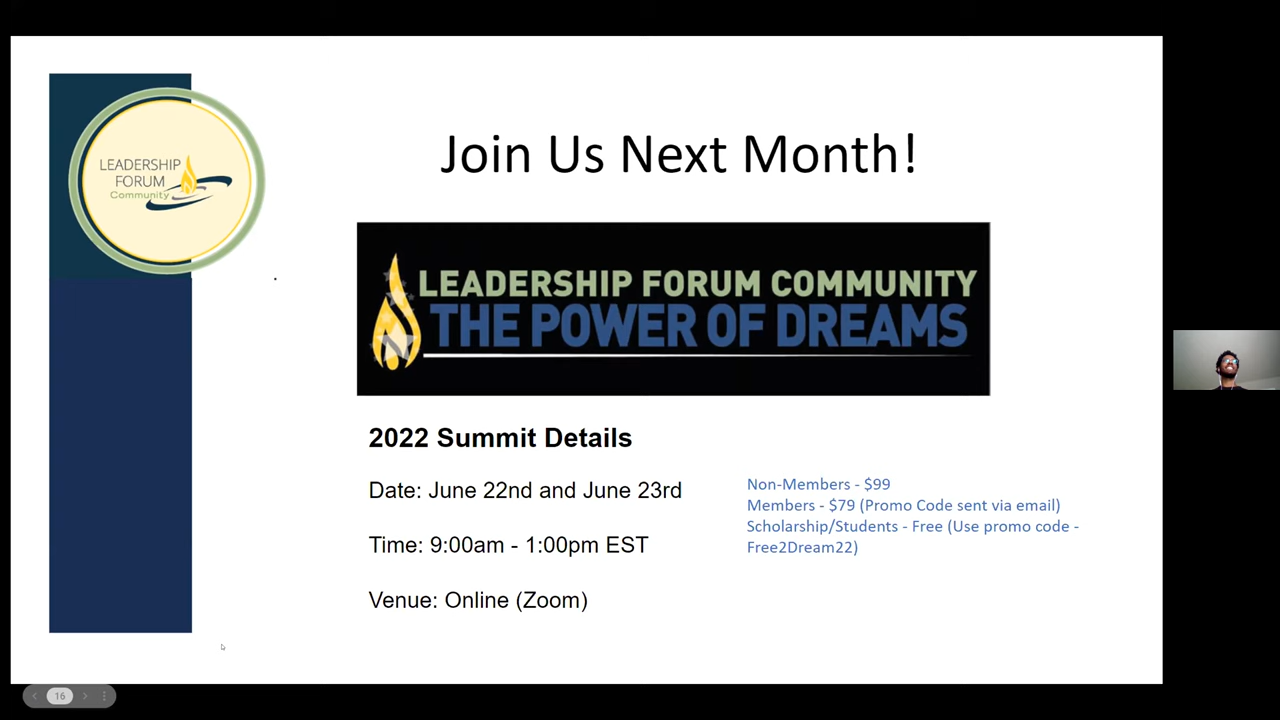 LEADERSHIP
FORUM
Community
Join Us Next Month!
LEADERSHIP FORUM COMMUNITY
THE POWER OF DREAMS
2022 Summit Details
Date: June 22nd and June 23rd
Time: 9:00am - 1:00pm EST
Venue: Online (Zoom)
Non-Members - $99
Members - $79 (Promo Code sent via email)
Scholarship/Students - Free (Use promo code -
Free2Dream22)
16